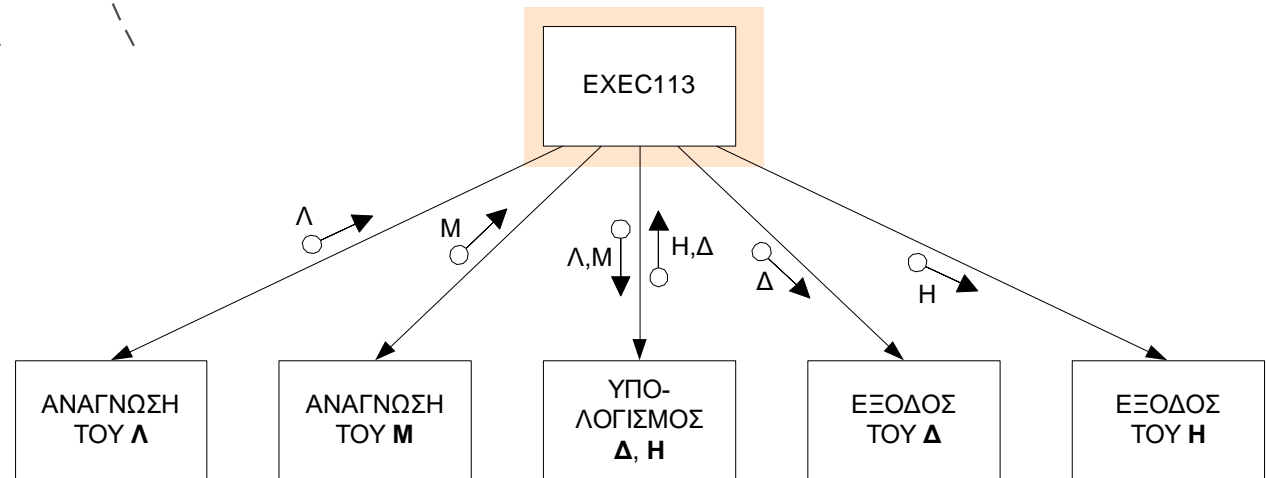 EXEC113
Λ
Μ
Λ,Μ
Η,Δ
Δ
Η
ΑΝΑΓΝΩΣΗ
ΤΟΥ Λ
ΑΝΑΓΝΩΣΗ
ΤΟΥ Μ
ΥΠΟ-
ΛΟΓΙΣΜΟΣ
Δ, Η
ΕΞΟΔΟΣ
ΤΟΥ Δ
ΕΞΟΔΟΣ
ΤΟΥ Η